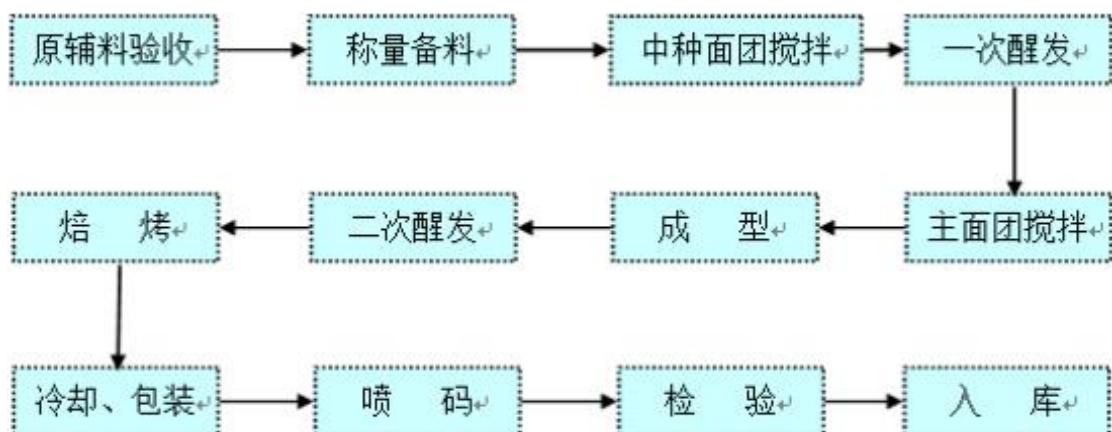 原辅料验收 称量备料 中种面团搅拌 一次醒发
焙 烤 二次醒发 成 型 主面团搅拌
冷却、包装 喷 码 检 验 入 库